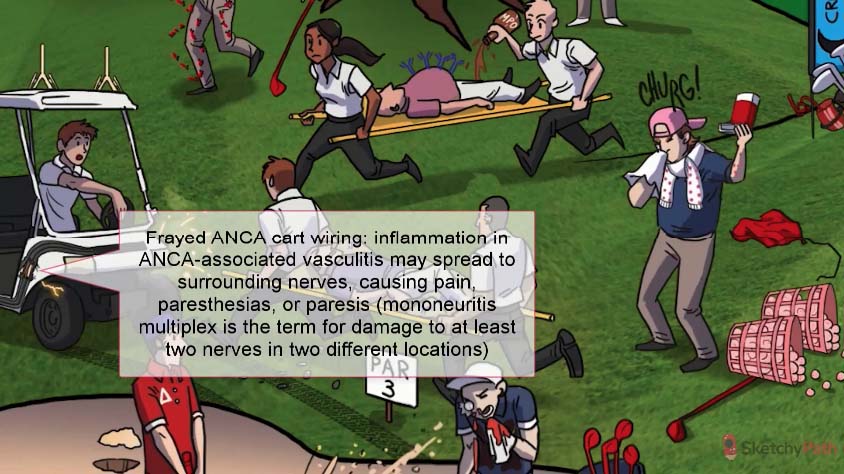 MPO
CR
CHURG!
Frayed ANCA cart wiring: inflammation in
ANCA-associated vasculitis may spread to
surrounding nerves, causing pain,
paresthesias, or paresis (mononeuritis
multiplex is the term for damage to at least
two nerves in two different locations)
PAR
3
SketchyPath